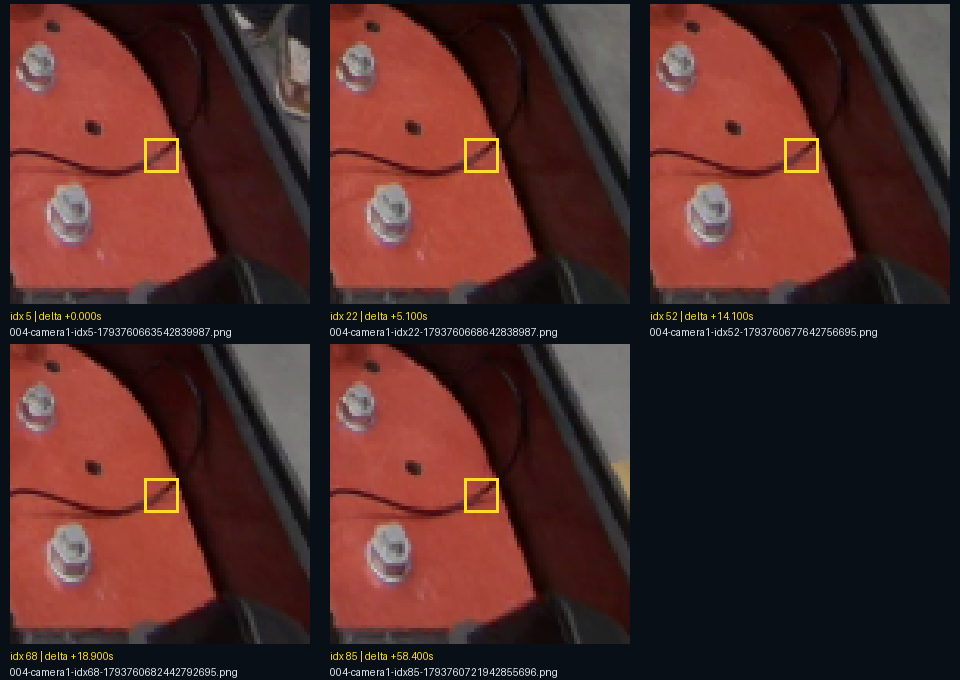 idx 5 | delta +0.000s
004-camera1-idx5-1793760663542839987.png
idx 22 | delta +5.100s
004-camera1-idx22-1793760668642838987.png
idx 52 | delta +14.100s
004-camera1-idx52-1793760677642756695.png
idx 68 | delta +18.900s
004-camera1-idx68-1793760682442792695.png
idx 85 | delta +58.400s
004-camera1-idx85-1793760721942855696.png